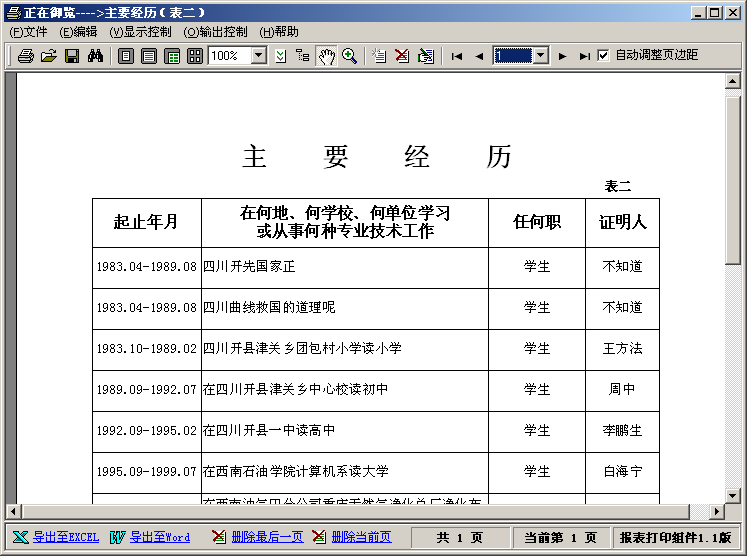 正在御览---->主要经历(表二)
(F)文件 (E)编辑 (V)显示控制 (O)输出控制 (H)帮助
100% 1 自动调整页边距
主 要 经 历
表二
起止年月 在何地、何学校、何单位学习 任何职 证明人
或从事何种专业技术工作
1983.04-1989.08 四川开先国家正 学生 不知道
1983.04-1989.08 四川曲线救国的道理呢 学生 不知道
1983.10-1989.02 四川开县津关乡团包村小学读小学 学生 王方法
1989.09-1992.07 在四川开县津关乡中心校读初中 学生 周中
1992.09-1995.02 在四川开县一中读高中 学生 李鹏生
1995.09-1999.07 在西南石油学院计算机系读大学 学生 白海宁
导出至EXCEL 导出至Word 删除最后一页 删除当前页 共 1 页 当前第 1 页 报表打印组件1.1版